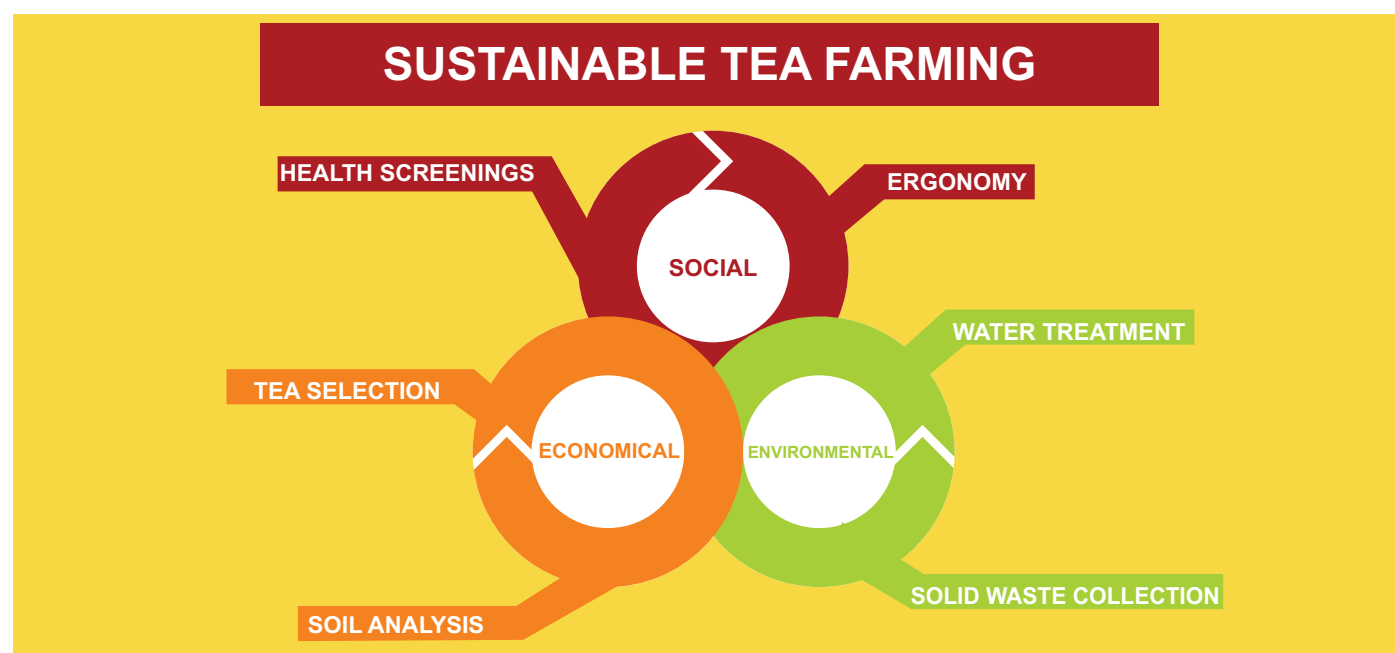 SUSTAINABLE TEA FARMING
HEALTH SCREENINGS
ERGONOMY
SOCIAL
WATER TREATMENT
TEA SELECTION
ECONOMICAL
ENVIRONMENTAL
SOLID WASTE COLLECTION
SOIL ANALYSIS